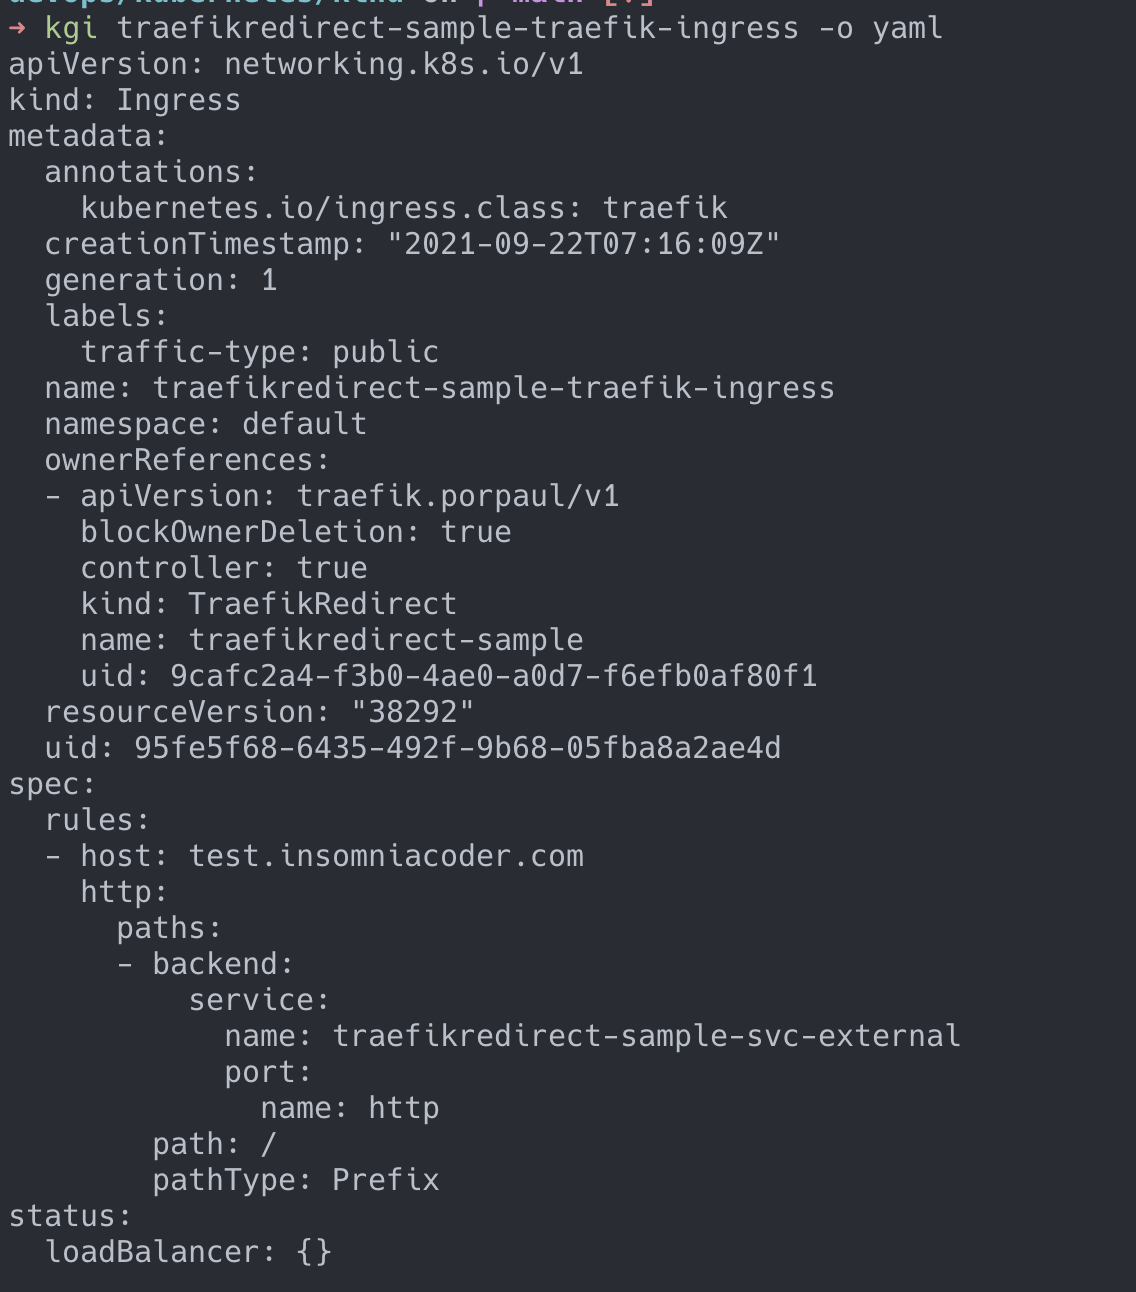 → kgi traefikredirect-sample-traefik-ingress -o yaml
apiVersion: networking.k8s.io/v1
kind: Ingress
metadata:
  annotations:
    kubernetes.io/ingress.class: traefik
  creationTimestamp: "2021-09-22T07:16:09Z"
  generation: 1
  labels:
    traffic-type: public
  name: traefikredirect-sample-traefik-ingress
  namespace: default
  ownerReferences:
  - apiVersion: traefik.porpaul/v1
    blockOwnerDeletion: true
    controller: true
    kind: TraefikRedirect
    name: traefikredirect-sample
    uid: 9cafc2a4-f3b0-4ae0-a0d7-f6efb0af80f1
  resourceVersion: "38292"
  uid: 95fe5f68-6435-492f-9b68-05fba8a2ae4d
spec:
  rules:
  - host: test.insomniacoder.com
    http:
      paths:
      - backend:
          service:
            name: traefikredirect-sample-svc-external
            port:
              name: http
        path: /
        pathType: Prefix
status:
  loadBalancer: {}